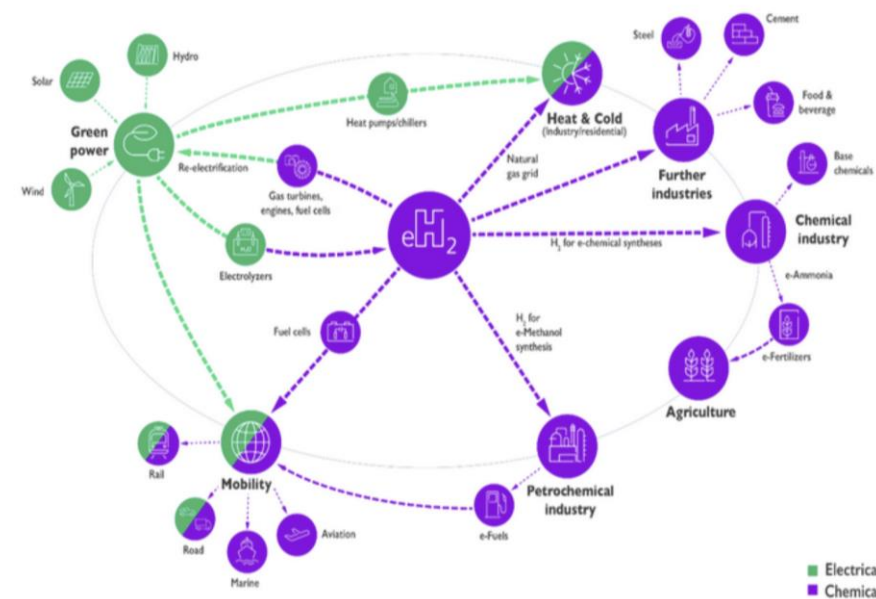 Steel
Cement
Hydro
Solar
Green
power
Heat pumps/chillers
Heat & Cold
(Industry/residential)
Food &
beverage
Wind
Re-electrification
Gas turbines,
engines, fuel cells
Natural
gas grid
Further
industries
Base
chemicals
eH2
Chemical
industry
H2 for e-chemical syntheses
Electrolyzers
e-Ammonia
Fuel cells
H2 for
e-Methanol
synthesis
e-Fertilizers
Agriculture
Rail
Mobility
Petrochemical
industry
e-Fuels
Road
Aviation
Marine
Electrica
Chemica